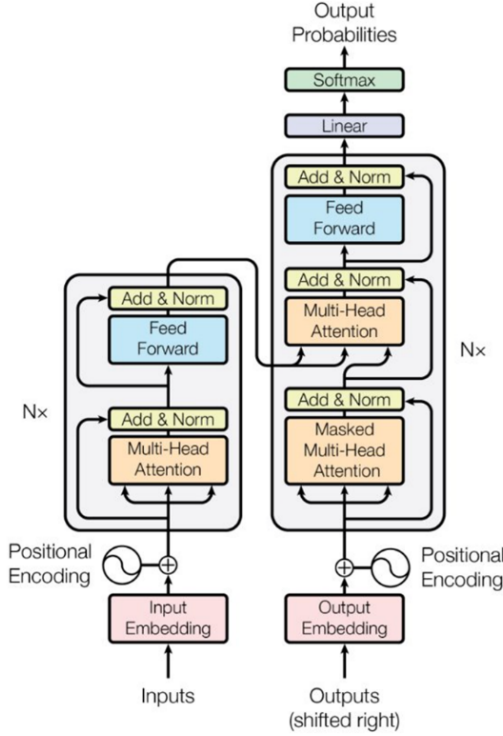 Output
Probabilities
Softmax
Linear
Add & Norm
Feed
Forward
Add & Norm
Multi-Head
Attention
Add & Norm
Masked
Multi-Head
Attention
N×
Add & Norm
Feed
Forward
Add & Norm
Multi-Head
Attention
N×
Positional
Encoding
Positional
Encoding
Input
Embedding
Output
Embedding
Inputs
Outputs
(shifted right)